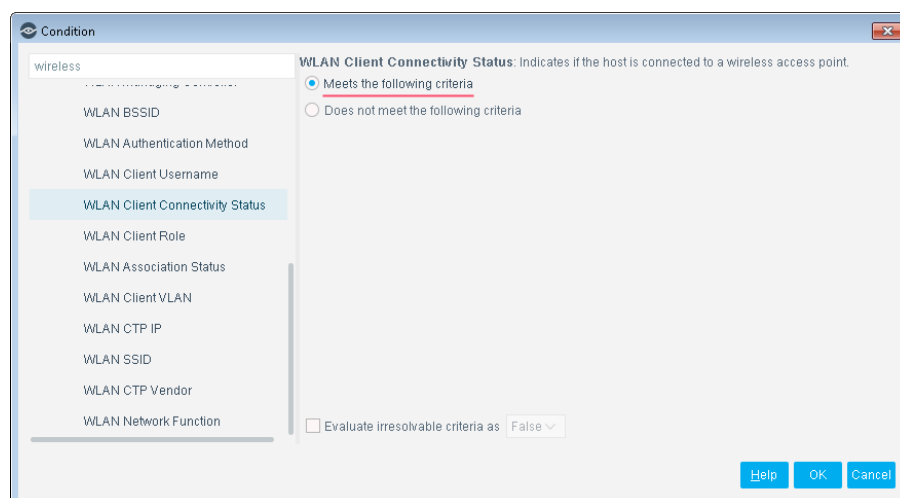 Condition
wireless
WLAN BSSID
WLAN Authentication Method
WLAN Client Username
WLAN Client Connectivity Status
WLAN Client Role
WLAN Association Status
WLAN Client VLAN
WLAN CTP IP
WLAN SSID
WLAN CTP Vendor
WLAN Network Function
WLAN Client Connectivity Status: Indicates if the host is connected to a wireless access point.
Meets the following criteria
Does not meet the following criteria
Evaluate irresolvable criteria as False
Help OK Cancel